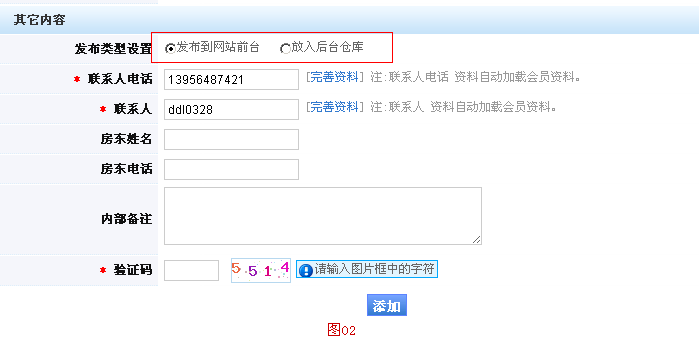 其它内容
发布类型设置 发布到网站前台 放入后台仓库
* 联系人电话 13956487421 [完善资料] 注:联系人电话 资料自动加载会员资料。
* 联系人 ddl0328 [完善资料] 注:联系人 资料自动加载会员资料。
房东姓名
房东电话
内部备注
* 验证码 5 5 1 4 请输入图片框中的字符
添加
图02